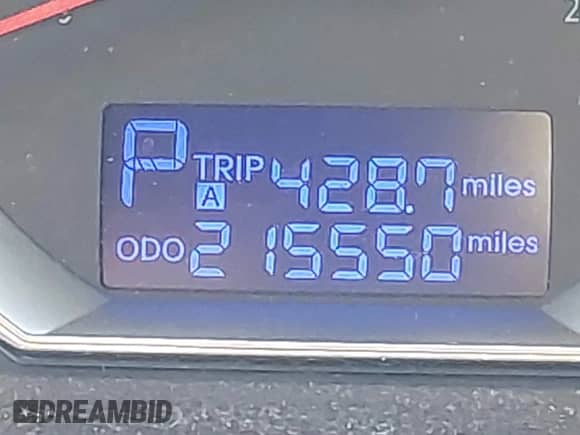 P TRIP A 428.7 miles
ODO 215550 miles
DREAMBID